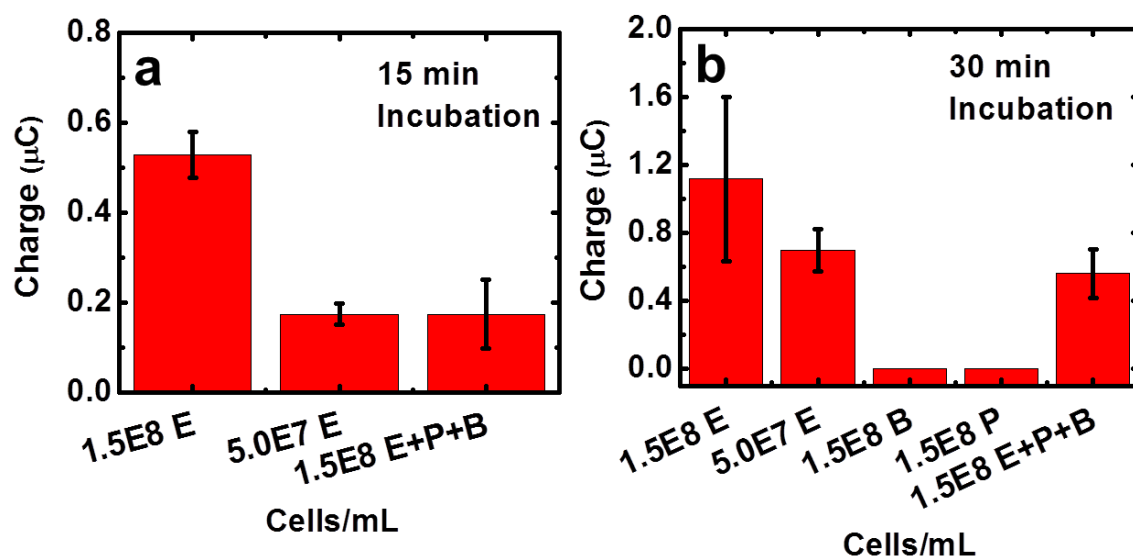 a
15 min
Incubation
Charge (μC)
0.8
0.6
0.4
0.2
0.0
1.5E8 E
5.0E7 E
1.5E8 E+P+B
Cells/mL
b
30 min
Incubation
Charge (μC)
2.0
1.6
1.2
0.8
0.4
0.0
1.5E8 E
5.0E7 E
1.5E8 B
1.5E8 P
1.5E8 E+P+B
Cells/mL